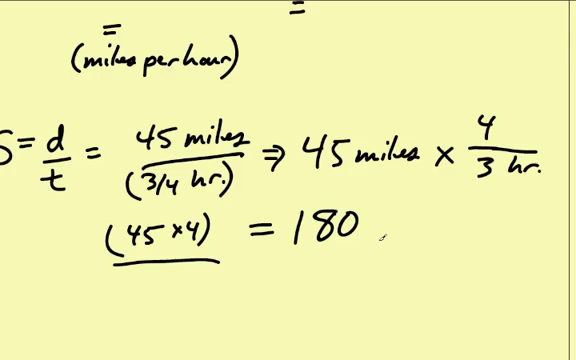 =
=
(miles per hour)
S = d/t = 45 miles/(3/4 hr.) ⇒ 45 miles × 4/3 hr.
(45 × 4) = 180